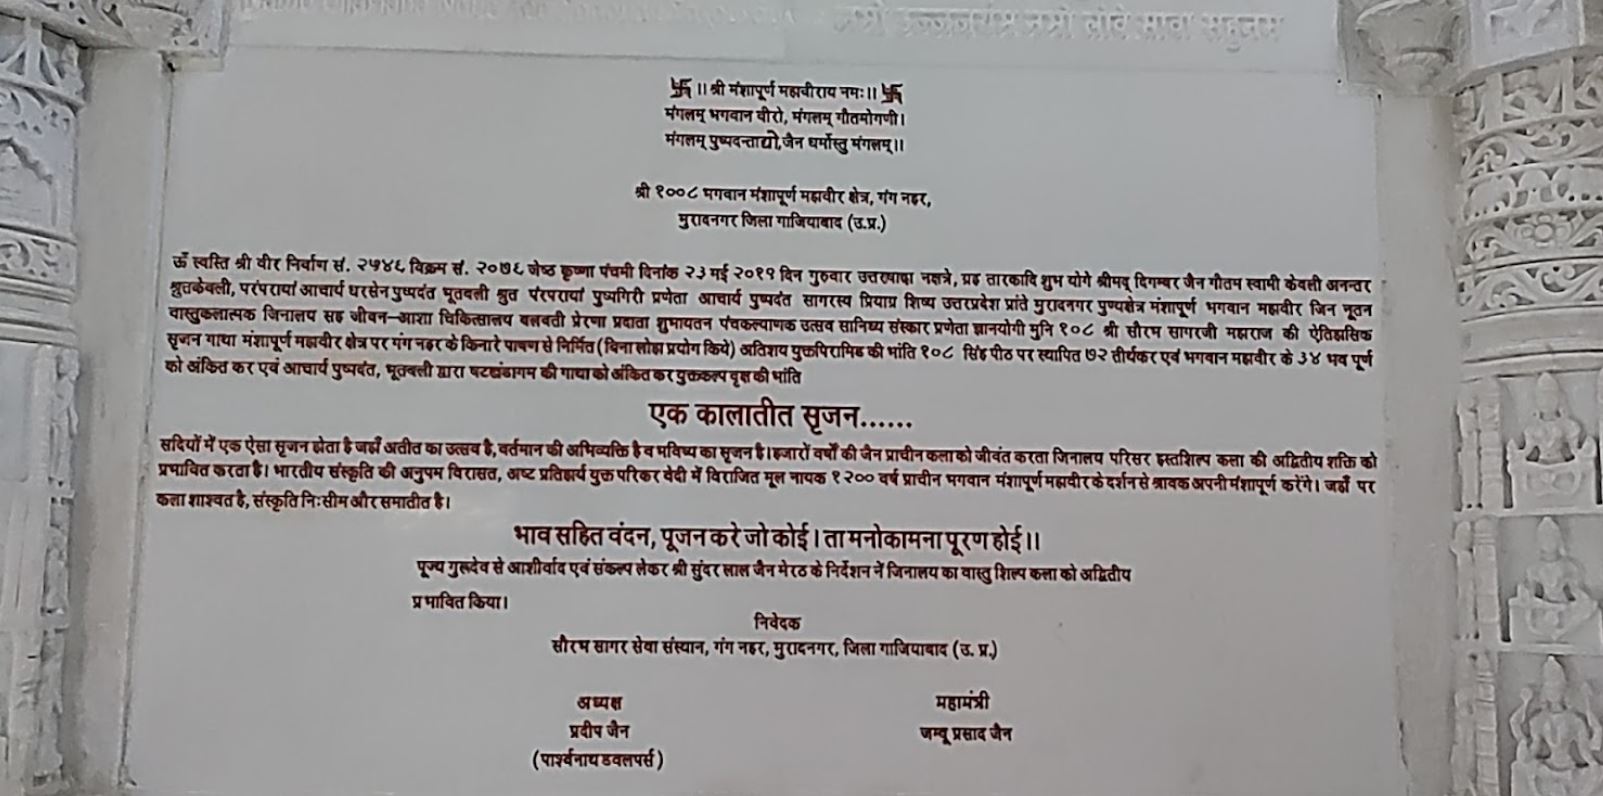 卐 ।। श्री मंशापूर्ण महावीराय नमः।। 卐
मंगलम् भगवान वीरो, मंगलम् गौतमोगणी।
मंगलम् पुष्पदन्ताद्यो, जैन धर्मोस्तु मंगलम्।।
श्री १००८ भगवान मंशापूर्ण महावीर क्षेत्र, गंग नहर,
मुरादनगर जिला गाजियाबाद (उ.प्र.)
ॐ स्वस्ति श्री वीर निर्वाण सं. २५४६ विक्रम सं. २०७६ जेष्ठ कृष्णा पंचमी दिनांक २३ मई २०१९ दिन गुरुवार उत्तराषाढा नक्षत्रे, ग्रह तारकादि शुभ योगे श्रीमद् दिगम्बर जैन गौतम स्वामी केवली अनन्तर
श्रुतकेवली, परंपरायां आचार्य धरसेन पुष्पदंत भूतबली श्रुत परंपरायां पुष्पगिरी प्रणेता आचार्य पुष्पदंत सागरस्य प्रियाग्र शिष्य उत्तरप्रदेश प्रांते मुरादनगर पुण्यक्षेत्र मंशापूर्ण भगवान महावीर जिन नूतन
वास्तुकलात्मक जिनालय सह जीवन–आशा चिकित्सालय बलवती प्रेरणा प्रदाता शुभायतन पंचकल्याणक उत्सव सानिध्य संस्कार प्रणेता ज्ञानयोगी मुनि १०८ श्री सौरभ सागरजी महाराज की ऐतिहासिक
सृजन गाथा मंशापूर्ण महावीर क्षेत्र पर गंग नहर के किनारे पाषण से निर्मित (बिना लोहा प्रयोग किये) अतिशय युक्त पिरामिड की भांति १०८ सिंह पीठ पर स्थापित ७२ तीर्थकर एवं भगवान महावीर के ३४ भव पूर्ण
को अंकित कर एवं आचार्य पुष्पदंत, भूतबली द्वारा षटखंडागम की गाथा को अंकित कर युक्त कल्प वृक्ष की भांति
एक कालातीत सृजन......
सदियों में एक ऐसा सृजन होता है जहाँ अतीत का उत्सव है, वर्तमान की अभिव्यक्ति है व भविष्य का सृजन है। हजारों वर्षों की जैन प्राचीन कला को जीवंत करता जिनालय परिसर हस्तशिल्प कला की अद्वितीय शक्ति को
प्रभावित करता है। भारतीय संस्कृति की अनुपम विरासत, अष्ट प्रतिहार्य युक्त परिकर वेदी में विराजित मूल नायक १२०० वर्ष प्राचीन भगवान मंशापूर्ण महावीर के दर्शन से श्रावक अपनी मंशापूर्ण करेंगे। जहाँ पर
कला शाश्वत है, संस्कृति निःसीम और समातीत है।
भाव सहित वंदन, पूजन करे जो कोई। ता मनोकामना पूरण होई।।
पूज्य गुरूदेव से आशीर्वाद एवं संकल्प लेकर श्री सुंदर लाल जैन मेरठ के निर्देशन नें जिनालय का वास्तु शिल्प कला को अद्वितीय
प्रभावित किया।
निवेदक
सौरभ सागर सेवा संस्थान, गंग नहर, मुरादनगर, जिला गाजियाबाद (उ. प्र.)
अध्यक्ष महामंत्री
प्रदीप जैन जम्बू प्रसाद जैन
(पार्श्वनाथ डवलपर्स)